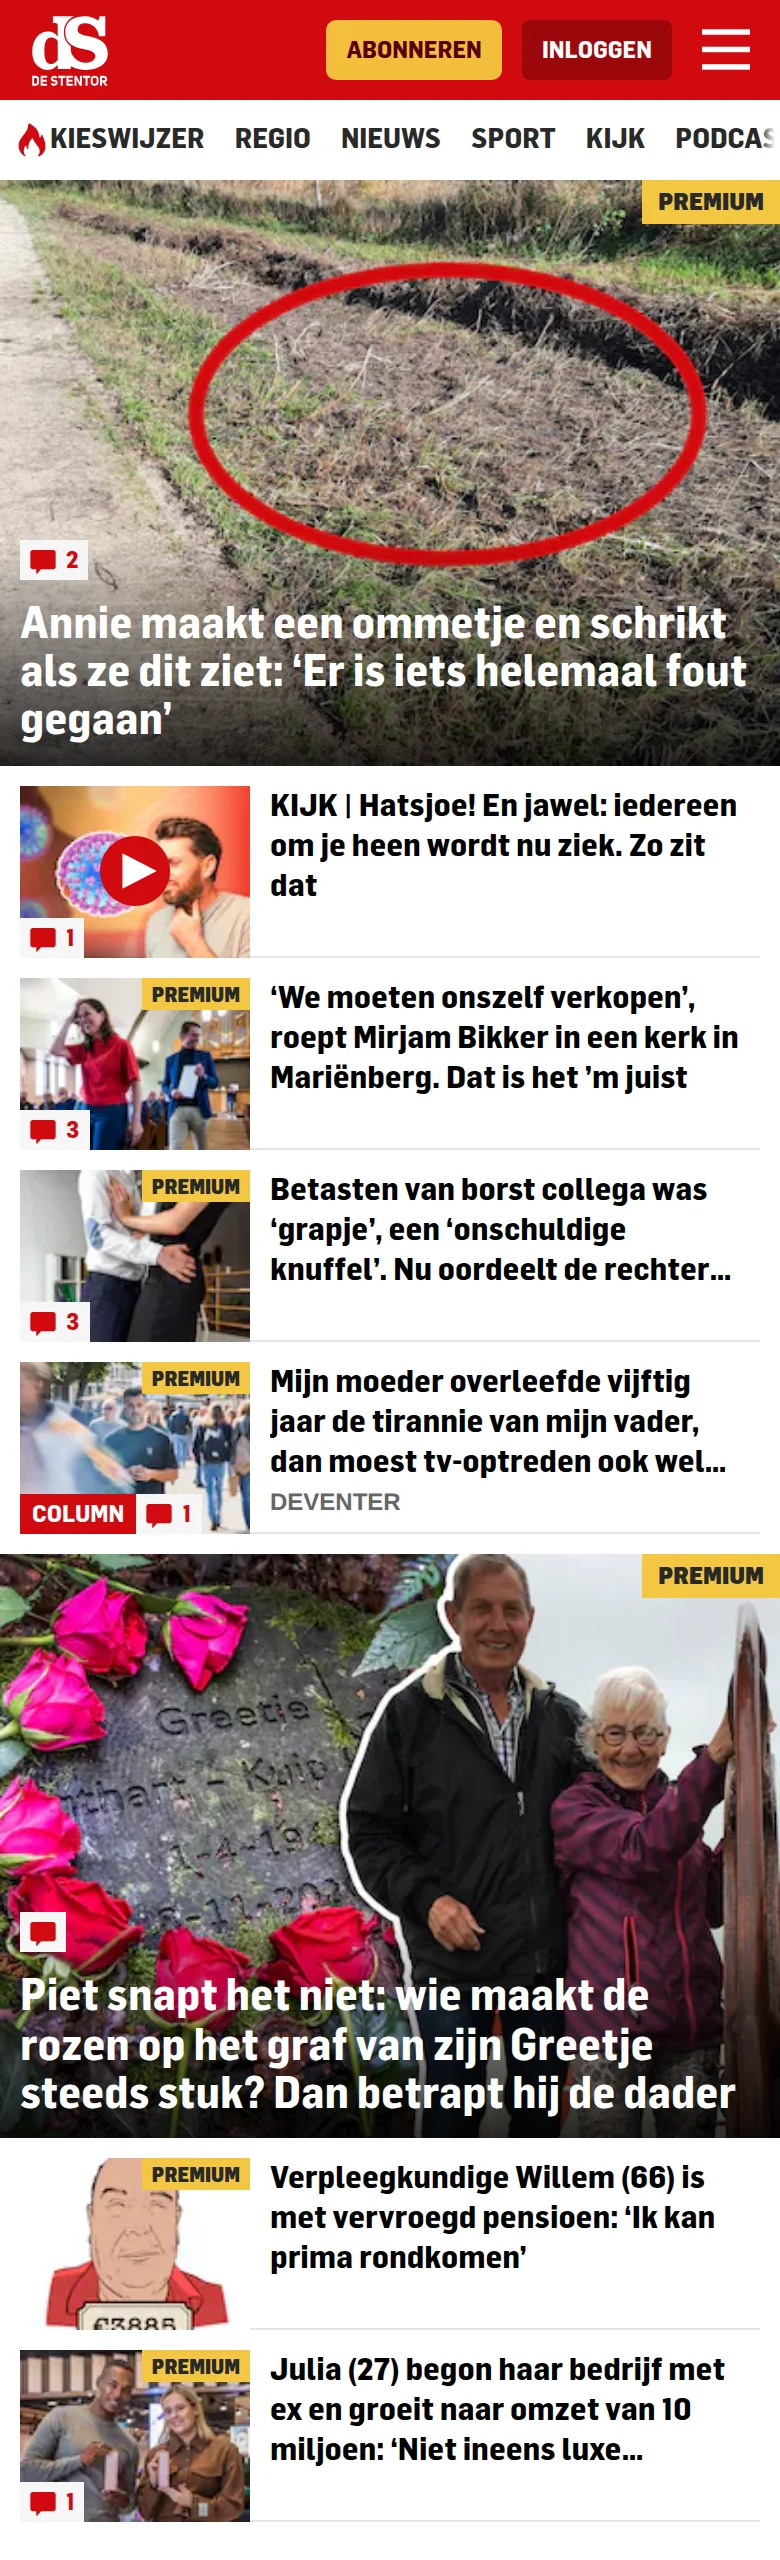 dS
DE STENTOR
ABONNEREN
INLOGGEN
KIESWIJZER REGIO NIEUWS SPORT KIJK PODCAS
PREMIUM
2
Annie maakt een ommetje en schrikt
als ze dit ziet: ‘Er is iets helemaal fout
gegaan’
1
KIJK | Hatsjoe! En jawel: iedereen
om je heen wordt nu ziek. Zo zit
dat
PREMIUM
3
‘We moeten onszelf verkopen’,
roept Mirjam Bikker in een kerk in
Mariënberg. Dat is het ’m juist
PREMIUM
3
Betasten van borst collega was
‘grapje’, een ‘onschuldige
knuffel’. Nu oordeelt de rechter...
PREMIUM
COLUMN
1
Mijn moeder overleefde vijftig
jaar de tirannie van mijn vader,
dan moest tv-optreden ook wel...
DEVENTER
PREMIUM
Greetje
Kuip
Piet snapt het niet: wie maakt de
rozen op het graf van zijn Greetje
steeds stuk? Dan betrapt hij de dader
PREMIUM
€3885
Verpleegkundige Willem (66) is
met vervroegd pensioen: ‘Ik kan
prima rondkomen’
PREMIUM
1
Julia (27) begon haar bedrijf met
ex en groeit naar omzet van 10
miljoen: ‘Niet ineens luxe...